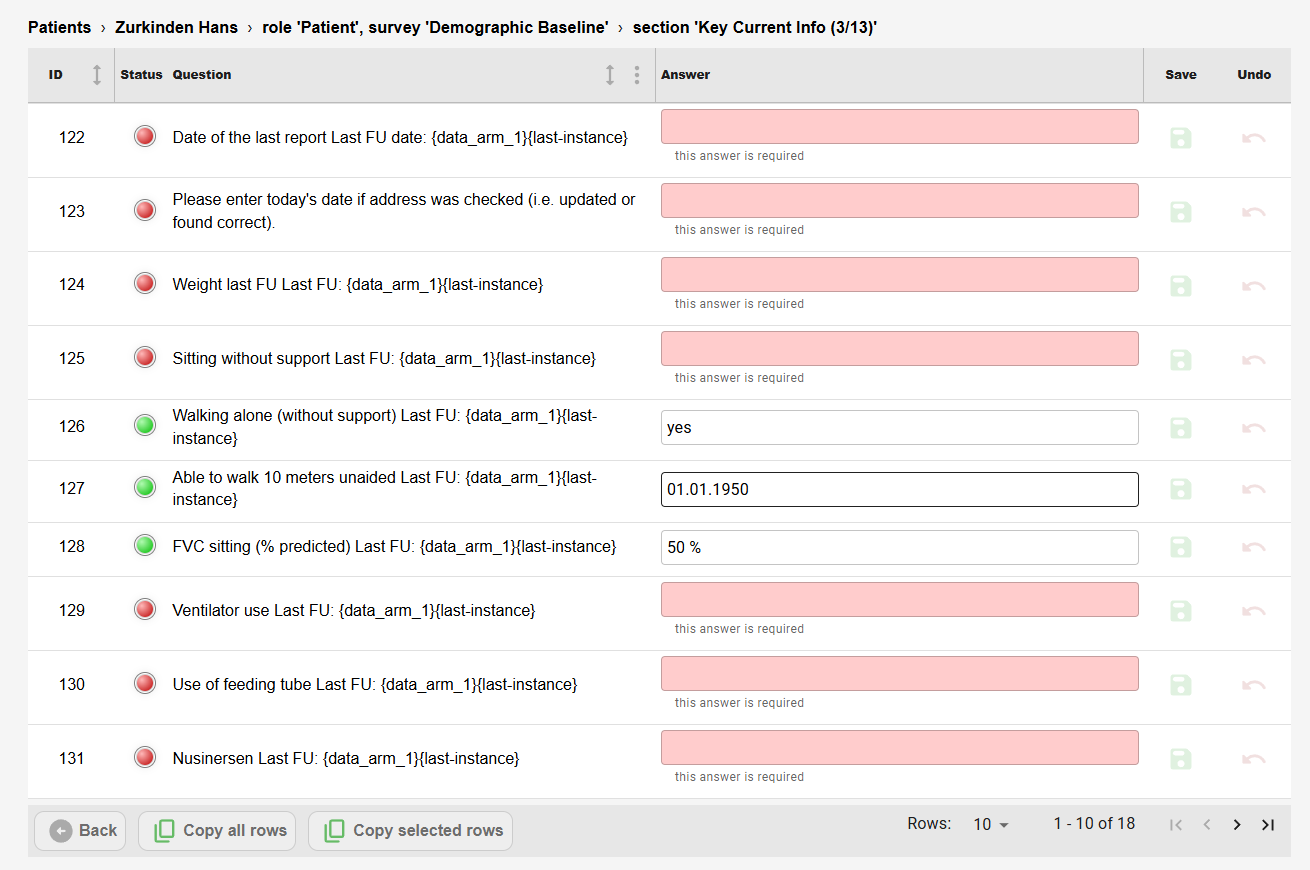 Patients › Zurkinden Hans › role 'Patient', survey 'Demographic Baseline' › section 'Key Current Info (3/13)'
ID Status Question Answer Save Undo
122 Date of the last report Last FU date: {data_arm_1}{last-instance}
this answer is required
123 Please enter today's date if address was checked (i.e. updated or
found correct).
this answer is required
124 Weight last FU Last FU: {data_arm_1}{last-instance}
this answer is required
125 Sitting without support Last FU: {data_arm_1}{last-instance}
this answer is required
126 Walking alone (without support) Last FU: {data_arm_1}{last-
instance}
yes
127 Able to walk 10 meters unaided Last FU: {data_arm_1}{last-
instance}
01.01.1950
128 FVC sitting (% predicted) Last FU: {data_arm_1}{last-instance} 50 %
129 Ventilator use Last FU: {data_arm_1}{last-instance}
this answer is required
130 Use of feeding tube Last FU: {data_arm_1}{last-instance}
this answer is required
131 Nusinersen Last FU: {data_arm_1}{last-instance}
this answer is required
Back Copy all rows Copy selected rows Rows: 10 1 - 10 of 18